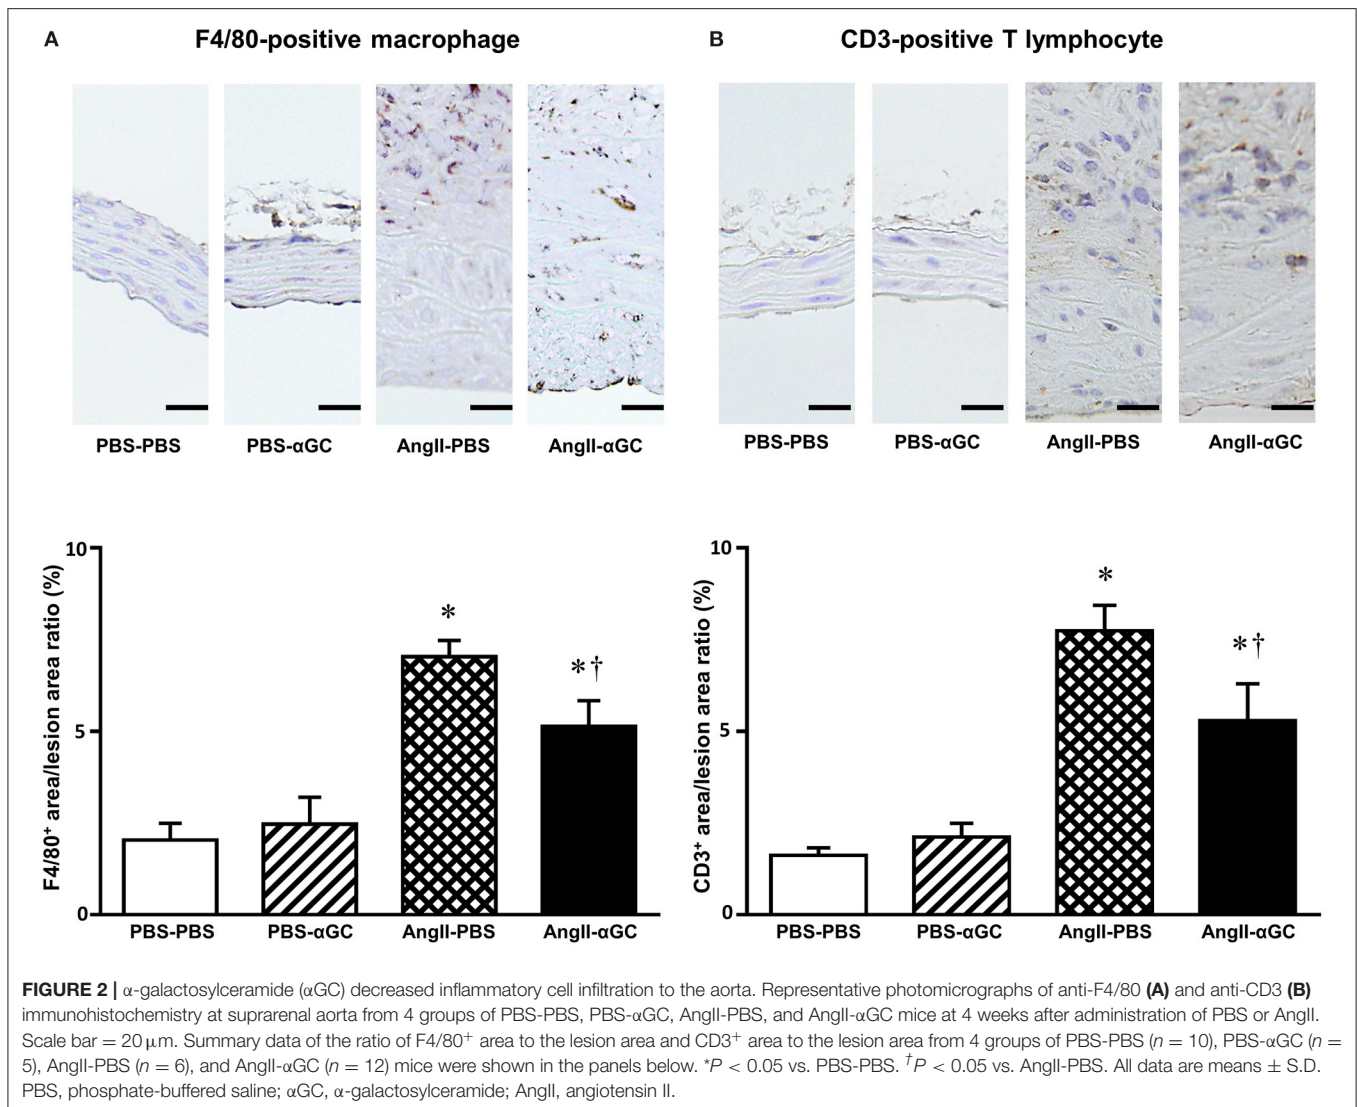 A
F4/80-positive macrophage
B
CD3-positive T lymphocyte
PBS-PBS
PBS-αGC
AngII-PBS
AngII-αGC
PBS-PBS
PBS-αGC
AngII-PBS
AngII-αGC
F4/80⁺ area/lesion area ratio (%)
10
5
0
*
*†
PBS-PBS
PBS-αGC
AngII-PBS
AngII-αGC
CD3⁺ area/lesion area ratio (%)
10
5
0
*
*†
PBS-PBS
PBS-αGC
AngII-PBS
AngII-αGC
FIGURE 2 | α-galactosylceramide (αGC) decreased inflammatory cell infiltration to the aorta. Representative photomicrographs of anti-F4/80 (A) and anti-CD3 (B)
immunohistochemistry at suprarenal aorta from 4 groups of PBS-PBS, PBS-αGC, AngII-PBS, and AngII-αGC mice at 4 weeks after administration of PBS or AngII.
Scale bar = 20 μm. Summary data of the ratio of F4/80⁺ area to the lesion area and CD3⁺ area to the lesion area from 4 groups of PBS-PBS (n = 10), PBS-αGC (n =
5), AngII-PBS (n = 6), and AngII-αGC (n = 12) mice were shown in the panels below. *P < 0.05 vs. PBS-PBS. †P < 0.05 vs. AngII-PBS. All data are means ± S.D.
PBS, phosphate-buffered saline; αGC, α-galactosylceramide; AngII, angiotensin II.